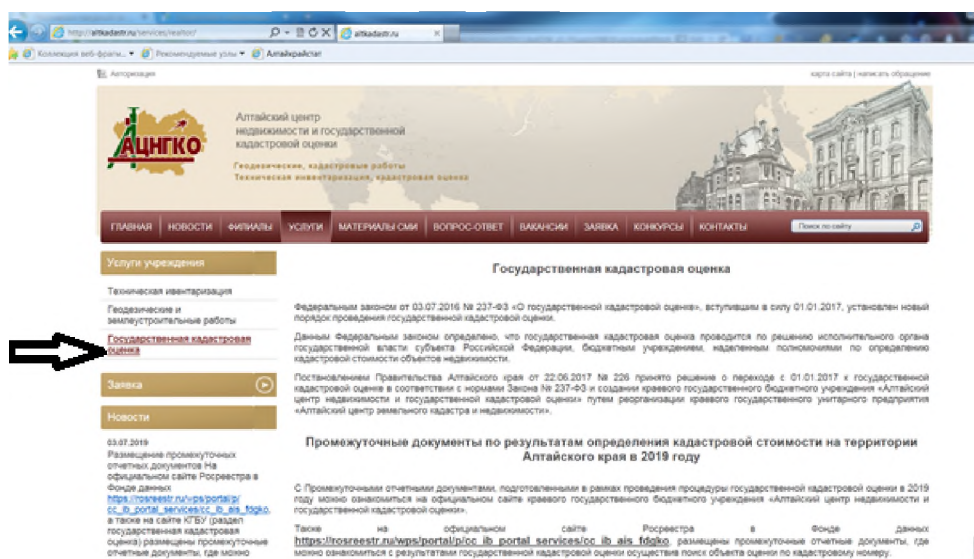 http://altkadastr.ru/services/realtor/
altkadastr.ru
Коллекция веб-фрагм...
Рекомендуемые узлы
Алтайкрайстат
Авторизация
карта сайта | написать обращение
АЦНГКО
Алтайский центр
недвижимости и государственной
кадастровой оценки
Геодезические, кадастровые работы
Техническая инвентаризация, кадастровая оценка
ГЛАВНАЯ НОВОСТИ ФИЛИАЛЫ УСЛУГИ МАТЕРИАЛЫ СМИ ВОПРОС-ОТВЕТ ВАКАНСИИ ЗАЯВКА КОНКУРСЫ КОНТАКТЫ
Поиск по сайту
Услуги учреждения
Техническая ивентаризация
Геодезические и
землеустроительные работы
Государственная кадастровая
оценка
Заявка
Новости
03.07.2019
Размещение промежуточных
отчетных документов На
официальном сайте Росреестра в
Фонде данных
https://rosreestr.ru/wps/portal/p/
cc_ib_portal_services/cc_ib_ais_fdgko,
а также на сайте КГБУ (раздел
государственная кадастровая
оценка) размещены промежуточные
отчетные документы, где можно
Государственная кадастровая оценка
Федеральным законом от 03.07.2016 № 237-ФЗ «О государственной кадастровой оценке», вступившим в силу 01.01.2017, установлен новый
порядок проведения государственной кадастровой оценки.
Данным Федеральным законом определено, что государственная кадастровая оценка проводится по решению исполнительного органа
государственной власти субъекта Российской Федерации, бюджетным учреждением, наделенным полномочиями по определению
кадастровой стоимости объектов недвижимости.
Постановлением Правительства Алтайского края от 22.06.2017 № 226 принято решение о переходе с 01.01.2017 к государственной
кадастровой оценке в соответствии с нормами Закона № 237-ФЗ и создании краевого государственного бюджетного учреждения «Алтайский
центр недвижимости и государственной кадастровой оценки» путем реорганизации краевого государственного унитарного предприятия
«Алтайский центр земельного кадастра и недвижимости».
Промежуточные документы по результатам определения кадастровой стоимости на территории
Алтайского края в 2019 году
С Промежуточными отчетными документами, подготовленными в рамках проведения процедуры государственной кадастровой оценки в 2019
году можно ознакомиться на официальном сайте краевого государственного бюджетного учреждения «Алтайский центр недвижимости и
государственной кадастровой оценки».
Также на официальном сайте Росреестра в Фонде данных
https://rosreestr.ru/wps/portal/p/cc_ib_portal_services/cc_ib_ais_fdgko, размещены промежуточные отчетные документы, где
можно ознакомиться с результатами государственной кадастровой оценки осуществив поиск объекта оценки по кадастровому номеру.